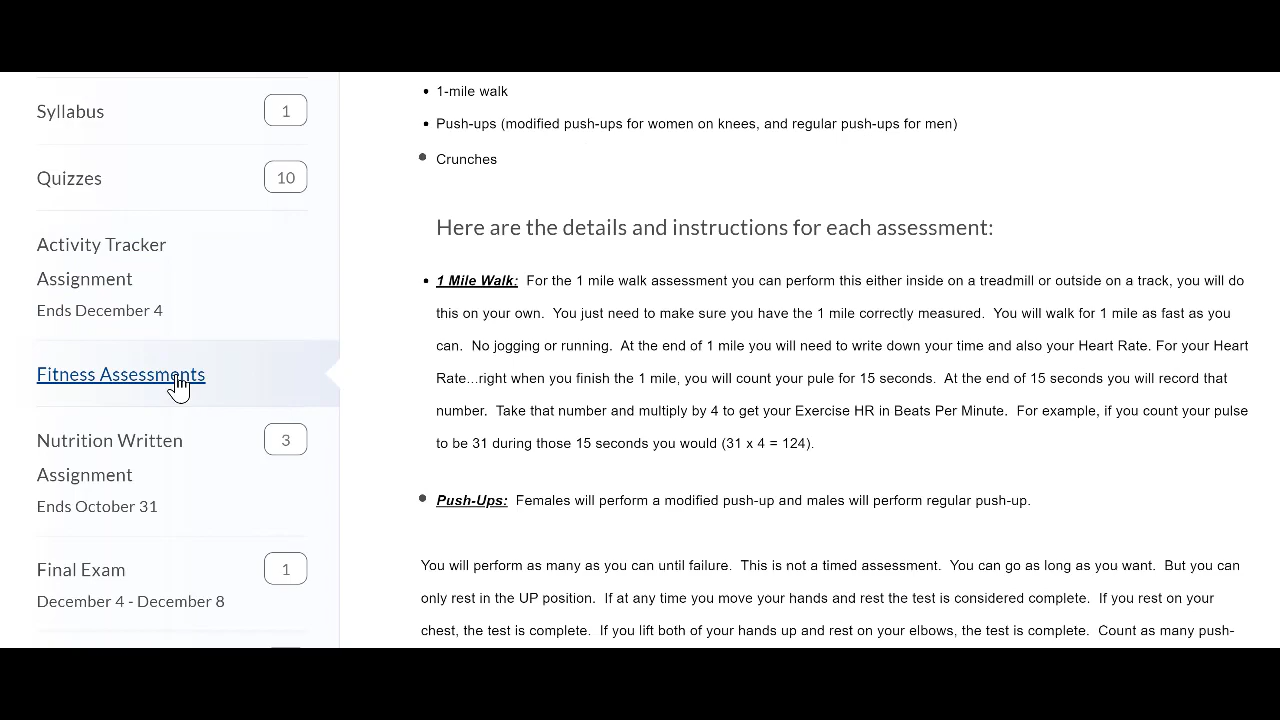 Syllabus
1
Quizzes
10
Activity Tracker
Assignment
Ends December 4
Fitness Assessments
Nutrition Written
3
Assignment
Ends October 31
Final Exam
1
December 4 - December 8
1-mile walk
Push-ups (modified push-ups for women on knees, and regular push-ups for men)
Crunches
Here are the details and instructions for each assessment:
1 Mile Walk: For the 1 mile walk assessment you can perform this either inside on a treadmill or outside on a track, you will do
this on your own. You just need to make sure you have the 1 mile correctly measured. You will walk for 1 mile as fast as you
can. No jogging or running. At the end of 1 mile you will need to write down your time and also your Heart Rate. For your Heart
Rate...right when you finish the 1 mile, you will count your pule for 15 seconds. At the end of 15 seconds you will record that
number. Take that number and multiply by 4 to get your Exercise HR in Beats Per Minute. For example, if you count your pulse
to be 31 during those 15 seconds you would (31 x 4 = 124).
Push-Ups: Females will perform a modified push-up and males will perform regular push-up.
You will perform as many as you can until failure. This is not a timed assessment. You can go as long as you want. But you can
only rest in the UP position. If at any time you move your hands and rest the test is considered complete. If you rest on your
chest, the test is complete. If you lift both of your hands up and rest on your elbows, the test is complete. Count as many push-